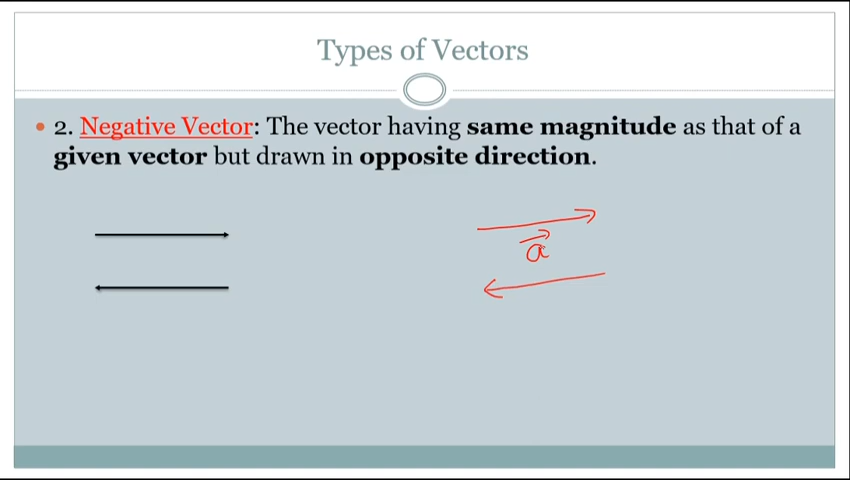 Types of Vectors
• 2. Negative Vector: The vector having same magnitude as that of a
given vector but drawn in opposite direction.
a⃗